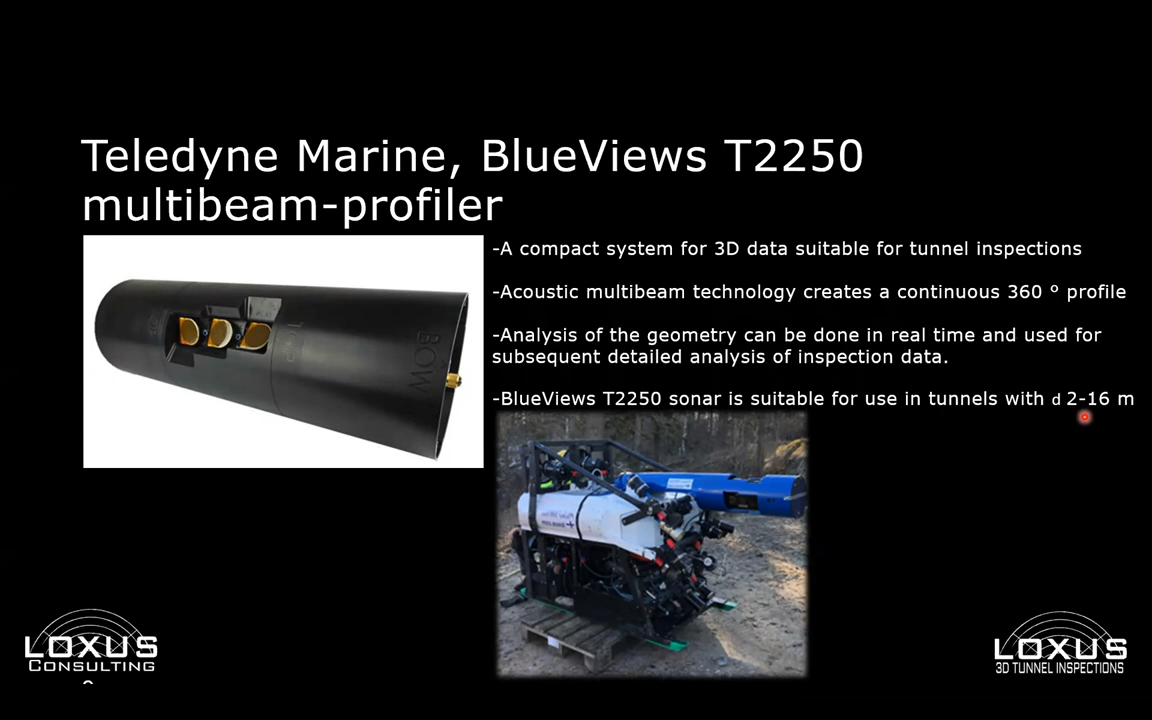 Teledyne Marine, BlueViews T2250
multibeam-profiler
-A compact system for 3D data suitable for tunnel inspections
-Acoustic multibeam technology creates a continuous 360 º profile
-Analysis of the geometry can be done in real time and used for
subsequent detailed analysis of inspection data.
-BlueViews T2250 sonar is suitable for use in tunnels with d 2-16 m
BOW
LOXUS
CONSULTING
LOXUS
3D TUNNEL INSPECTIONS